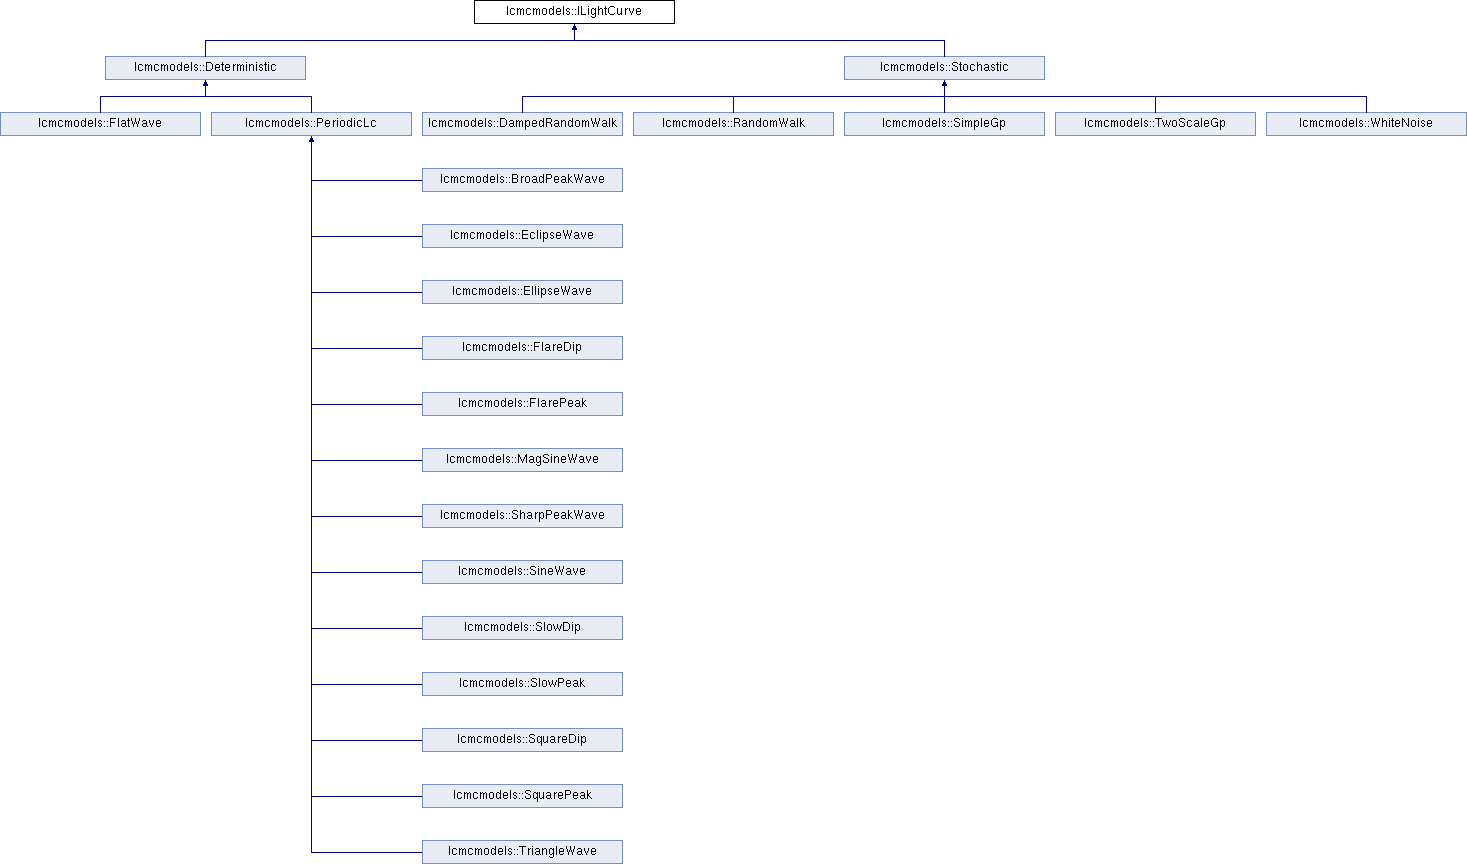 lcmcmodels::ILightCurve
lcmcmodels::Deterministic
lcmcmodels::Stochastic
lcmcmodels::FlatWave
lcmcmodels::PeriodicLc
lcmcmodels::DampedRandomWalk
lcmcmodels::RandomWalk
lcmcmodels::SimpleGp
lcmcmodels::TwoScaleGp
lcmcmodels::WhiteNoise
lcmcmodels::BroadPeakWave
lcmcmodels::EclipseWave
lcmcmodels::EllipseWave
lcmcmodels::FlareDip
lcmcmodels::FlarePeak
lcmcmodels::MagSineWave
lcmcmodels::SharpPeakWave
lcmcmodels::SineWave
lcmcmodels::SlowDip
lcmcmodels::SlowPeak
lcmcmodels::SquareDip
lcmcmodels::SquarePeak
lcmcmodels::TriangleWave